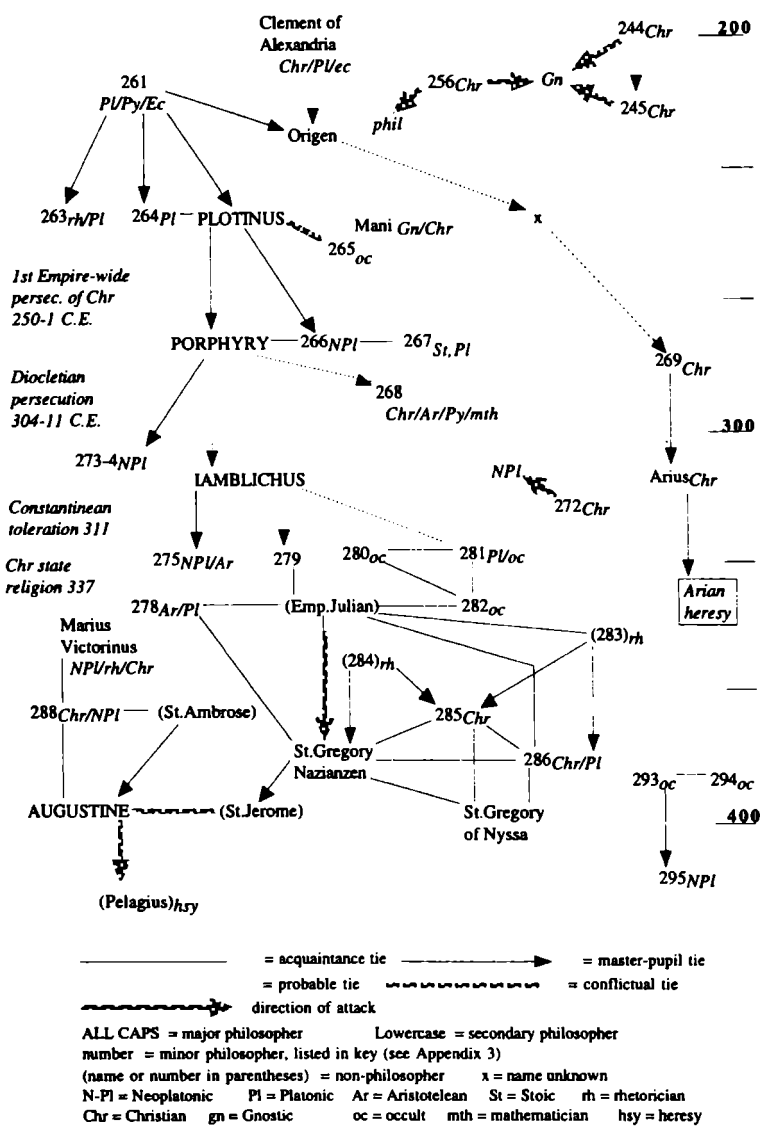 Clement of
Alexandria
Chr/Pl/ec
244Chr
200
261
Pl/Py/Ec
256Chr
Gn
245Chr
phil
Origen
263rh/Pl
264Pl
PLOTINUS
Mani Gn/Chr
265oc
x
1st Empire-wide
persec. of Chr
250-1 C.E.
PORPHYRY
266NPl
267St,Pl
269Chr
Diocletian
persecution
304-11 C.E.
268
Chr/Ar/Py/mth
300
273-4NPl
IAMBLICHUS
NPl
AriusChr
272Chr
Constantinean
toleration 311
Chr state
religion 337
275NPl/Ar
279
280oc
281Pl/oc
Arian
heresy
278Ar/Pl
(Emp.Julian)
282oc
Marius
Victorinus
NPl/rh/Chr
(283)rh
(284)rh
288Chr/NPl
(St.Ambrose)
285Chr
St.Gregory
Nazianzen
286Chr/Pl
293oc
294oc
AUGUSTINE
(St.Jerome)
St.Gregory
of Nyssa
400
295NPl
(Pelagius)hsy
= acquaintance tie
= master-pupil tie
= probable tie
= conflictual tie
direction of attack
ALL CAPS = major philosopher Lowercase = secondary philosopher
number = minor philosopher, listed in key (see Appendix 3)
(name or number in parentheses) = non-philosopher x = name unknown
N-Pl = Neoplatonic Pl = Platonic Ar = Aristotelean St = Stoic rh = rhetorician
Chr = Christian gn = Gnostic oc = occult mth = mathematician hsy = heresy